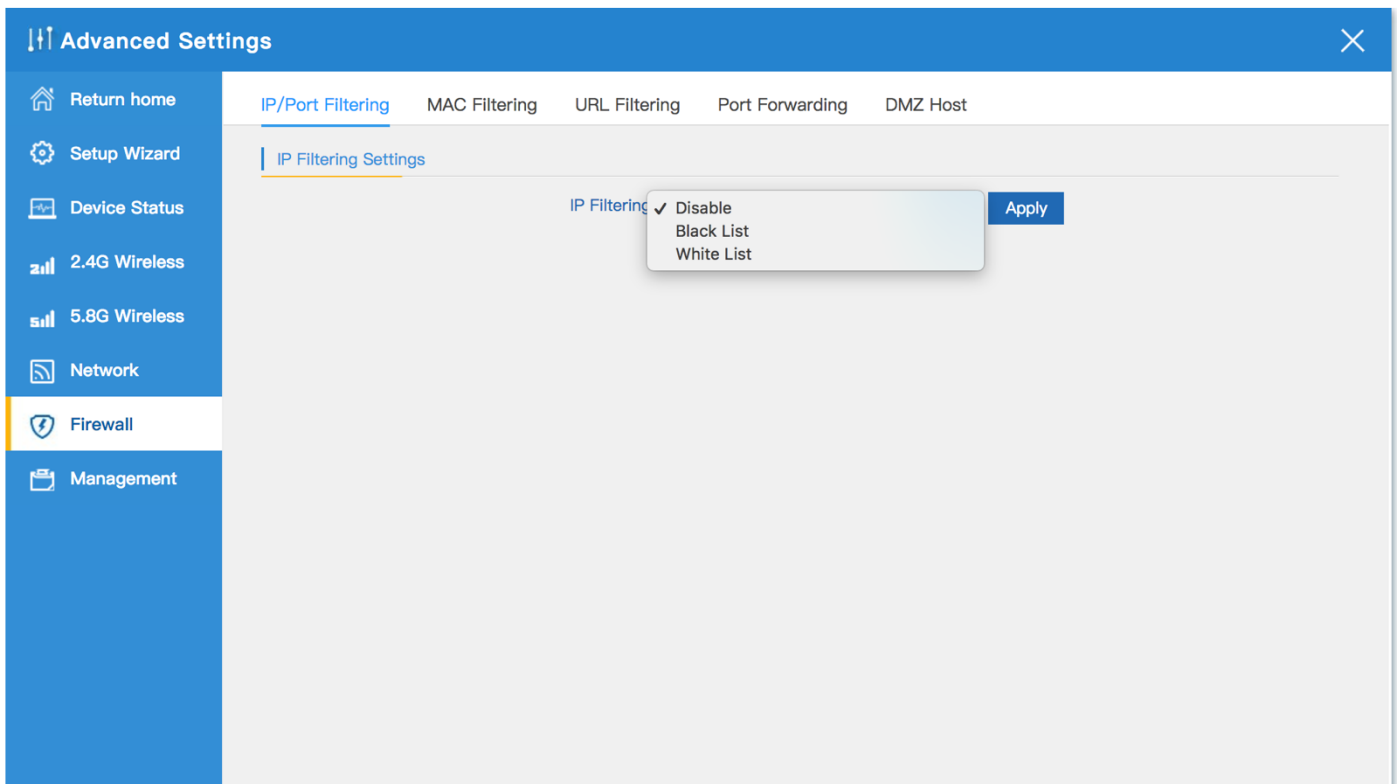 Advanced Settings
Return home
Setup Wizard
Device Status
2.4G Wireless
5.8G Wireless
Network
Firewall
Management
IP/Port Filtering MAC Filtering URL Filtering Port Forwarding DMZ Host
IP Filtering Settings
IP Filtering ✓ Disable Apply
Black List
White List